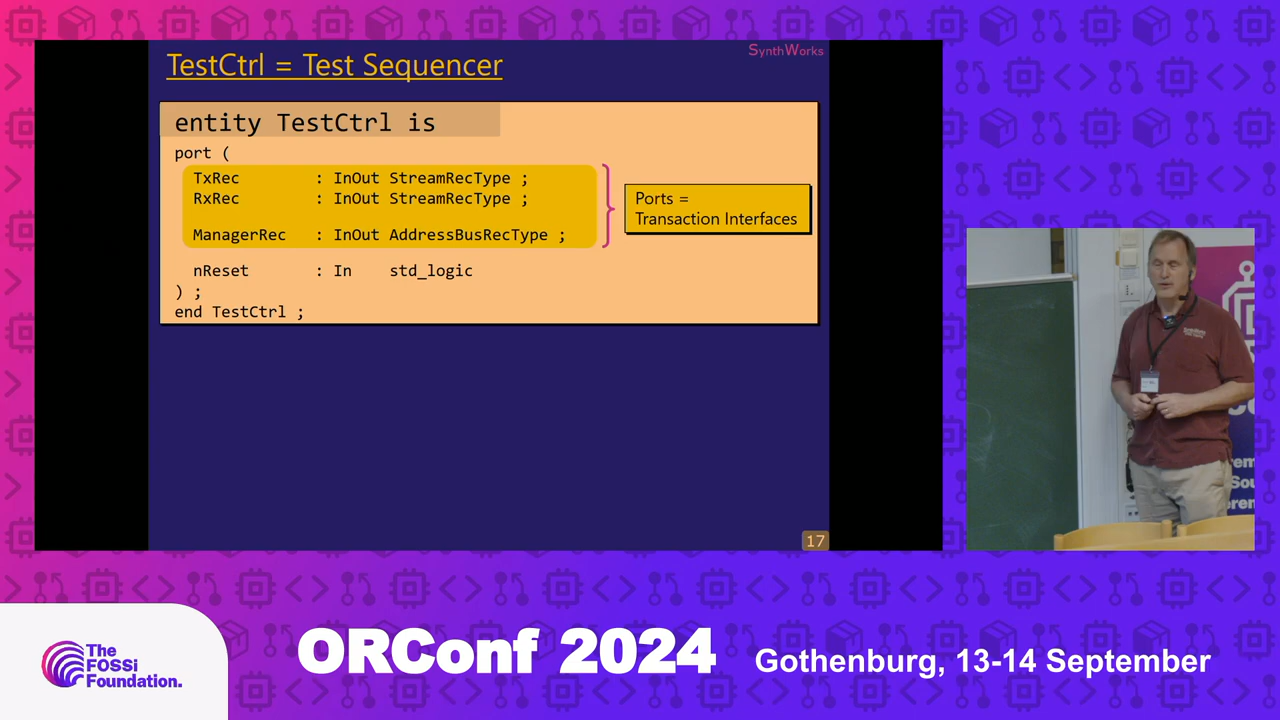 TestCtrl = Test Sequencer
SynthWorks
entity TestCtrl is
port (
TxRec : InOut StreamRecType ;
RxRec : InOut StreamRecType ;
ManagerRec : InOut AddressBusRecType ;
nReset : In std_logic
) ;
end TestCtrl ;
Ports =
Transaction Interfaces
17
The
FOSSi
Foundation.
ORConf 2024
Gothenburg, 13-14 September